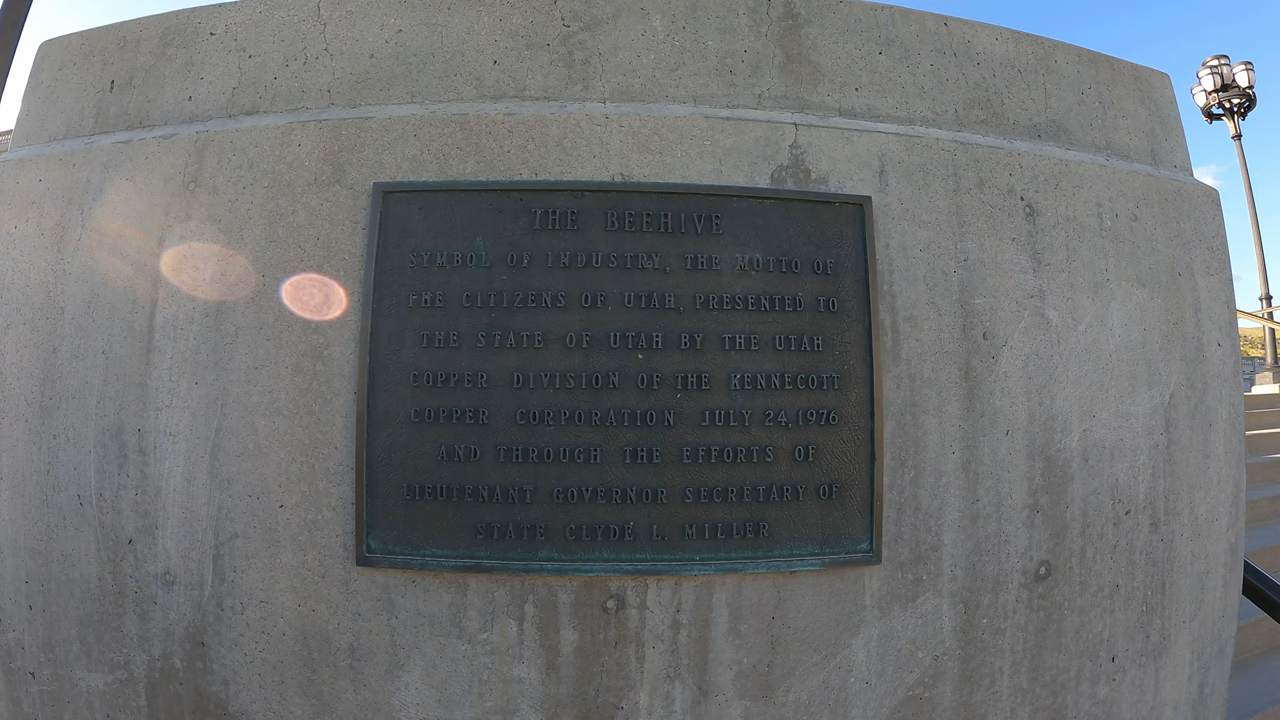 THE BEEHIVE
SYMBOL OF INDUSTRY, THE MOTTO OF
THE CITIZENS OF UTAH, PRESENTED TO
THE STATE OF UTAH BY THE UTAH
COPPER DIVISION OF THE KENNECOTT
COPPER CORPORATION JULY 24, 1976
AND THROUGH THE EFFORTS OF
LIEUTENANT GOVERNOR SECRETARY OF
STATE CLYDE L. MILLER